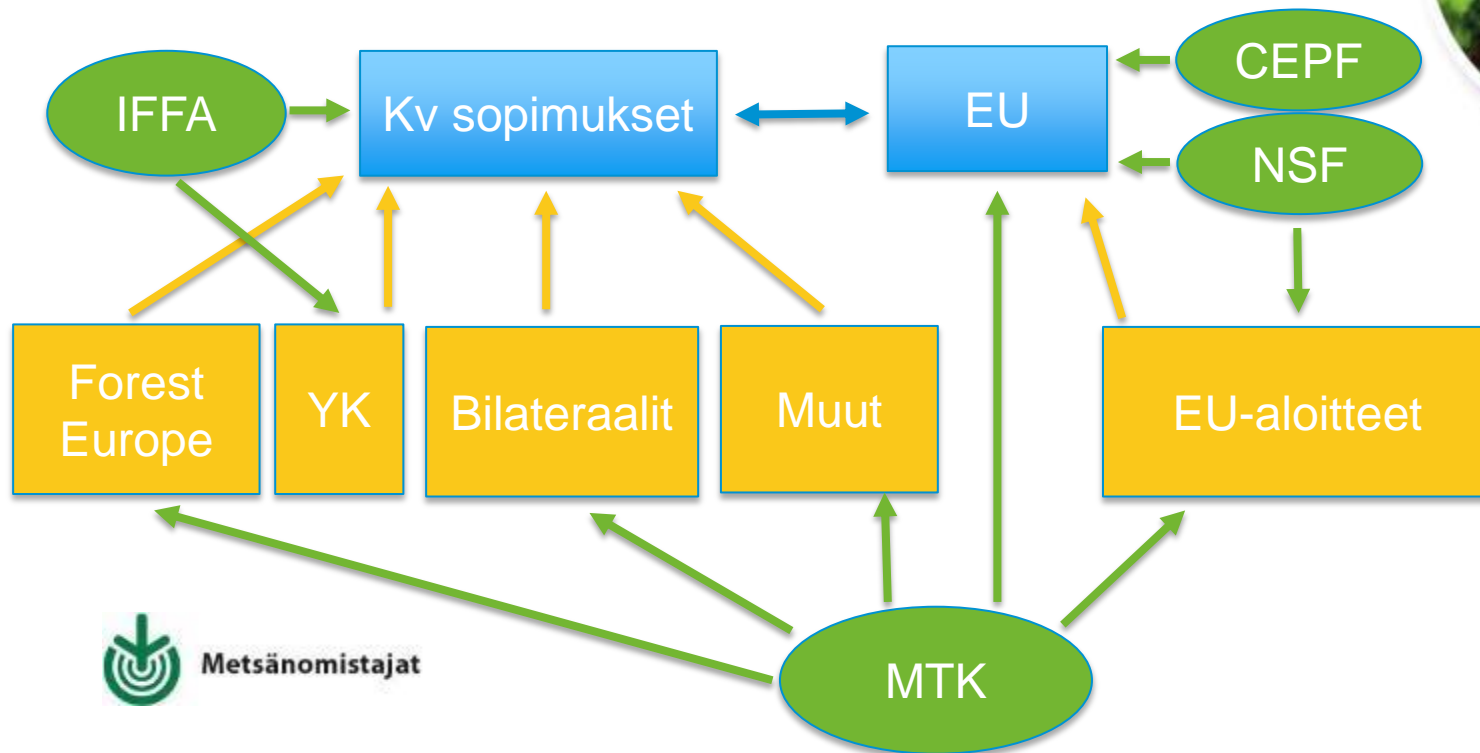 IFFA
Kv sopimukset
EU
CEPF
NSF
Forest
Europe
YK
Bilateraalit
Muut
EU-aloitteet
Metsänomistajat
MTK